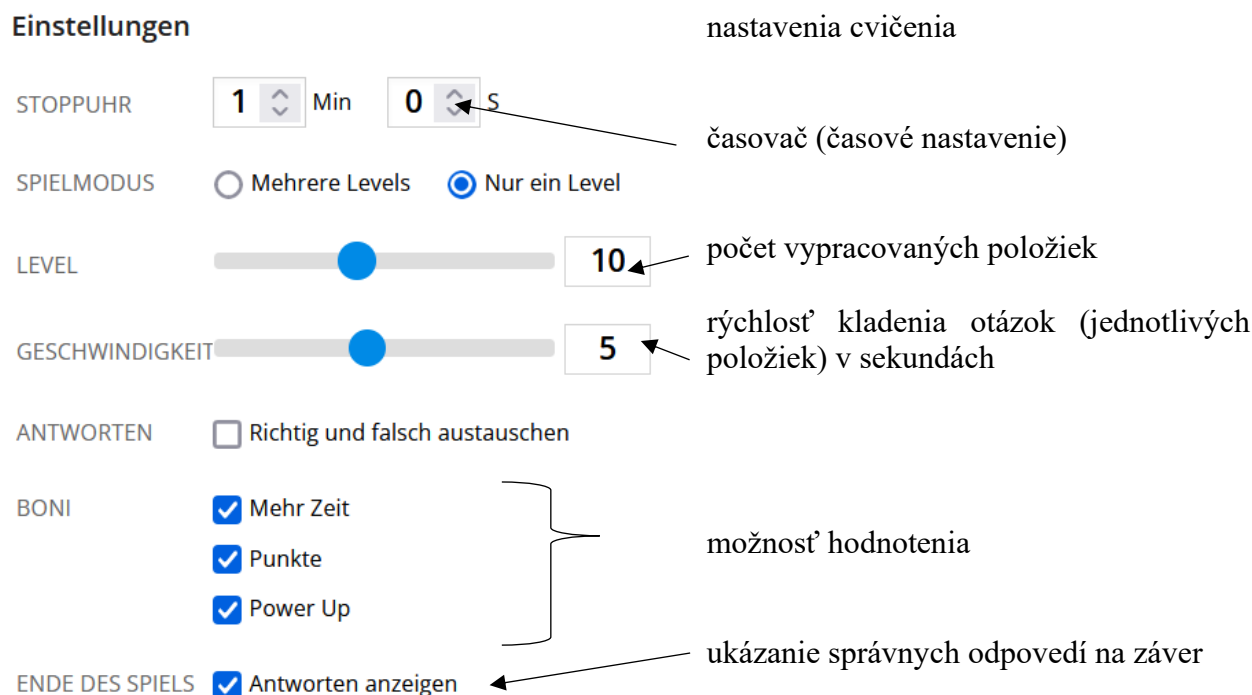 Einstellungen
nastavenia cvičenia
STOPPUHR 1 Min 0 S
časovač (časové nastavenie)
SPIELMODUS Mehrere Levels Nur ein Level
LEVEL 10
počet vypracovaných položiek
GESCHWINDIGKEIT 5
rýchlosť kladenia otázok (jednotlivých
položiek) v sekundách
ANTWORTEN Richtig und falsch austauschen
BONI Mehr Zeit
Punkte
Power Up
možnosť hodnotenia
ENDE DES SPIELS Antworten anzeigen
ukázanie správnych odpovedí na záver